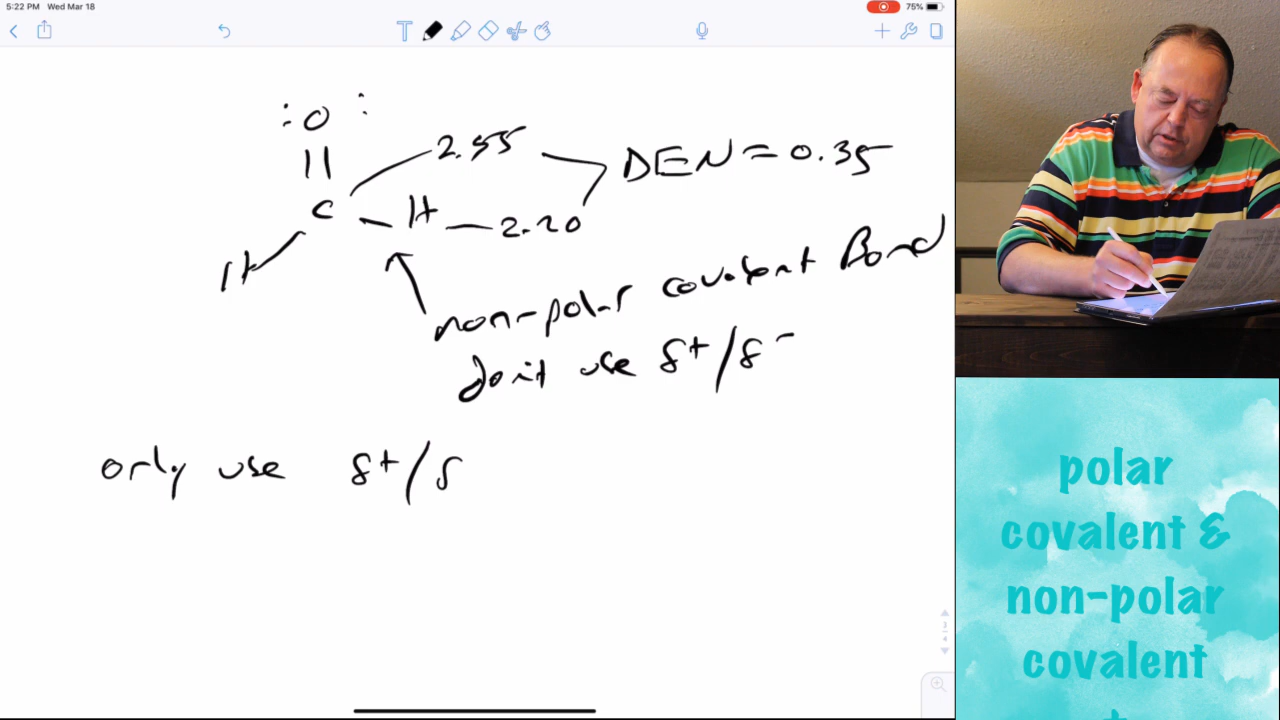 5:22 PM Wed Mar 18
75%
T
:O:
||
C
H
H
2.55
2.20
DEN = 0.35
non-polar covalent Bond
don't use δ+/δ-
only use δ+/δ
polar
covalent &
non-polar
covalent